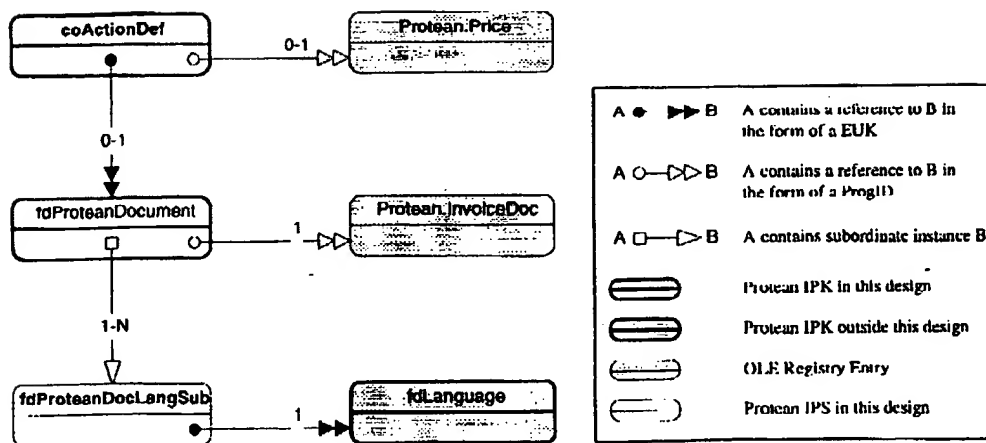 coActionDef
Protean.Price
0-1
0-1
fdProteanDocument
Protean.InvoiceDoc
1
1-N
fdProteanDocLangSub
fdLanguage
1
A B A contains a reference to B in
the form of a EUK
A B A contains a reference to B in
the form of a ProgID
A B A contains subordinate instance B
Protean IPK in this design
Protean IPK outside this design
OLE Registry Entry
Protean IPS in this design